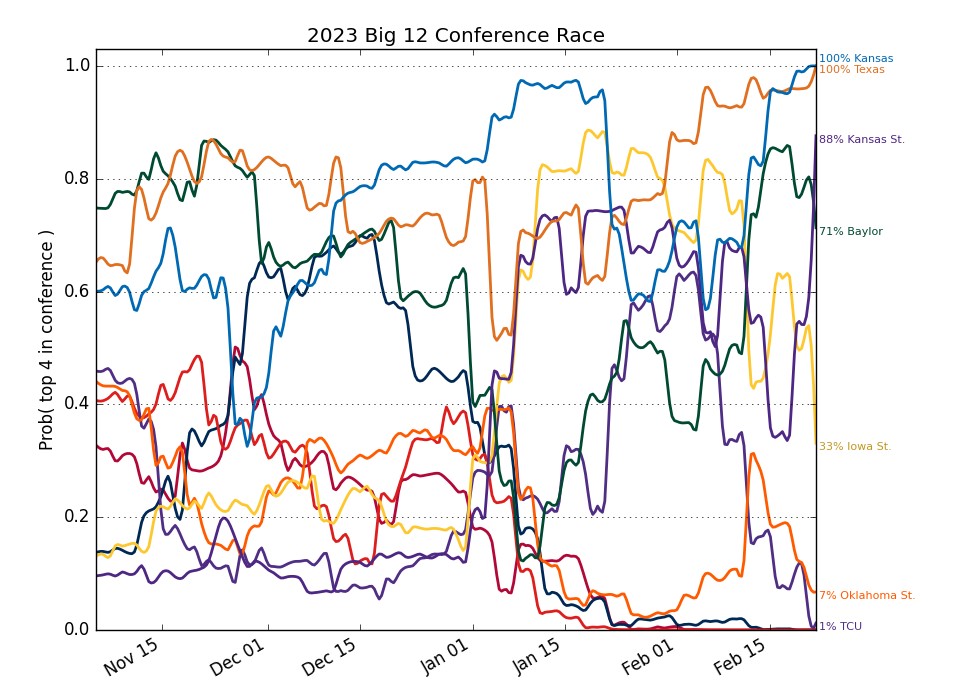 2023 Big 12 Conference Race
Prob( top 4 in conference )
1.0
0.8
0.6
0.4
0.2
0.0
Nov 15
Dec 01
Dec 15
Jan 01
Jan 15
Feb 01
Feb 15
100% Kansas
100% Texas
88% Kansas St.
71% Baylor
33% Iowa St.
7% Oklahoma St.
1% TCU